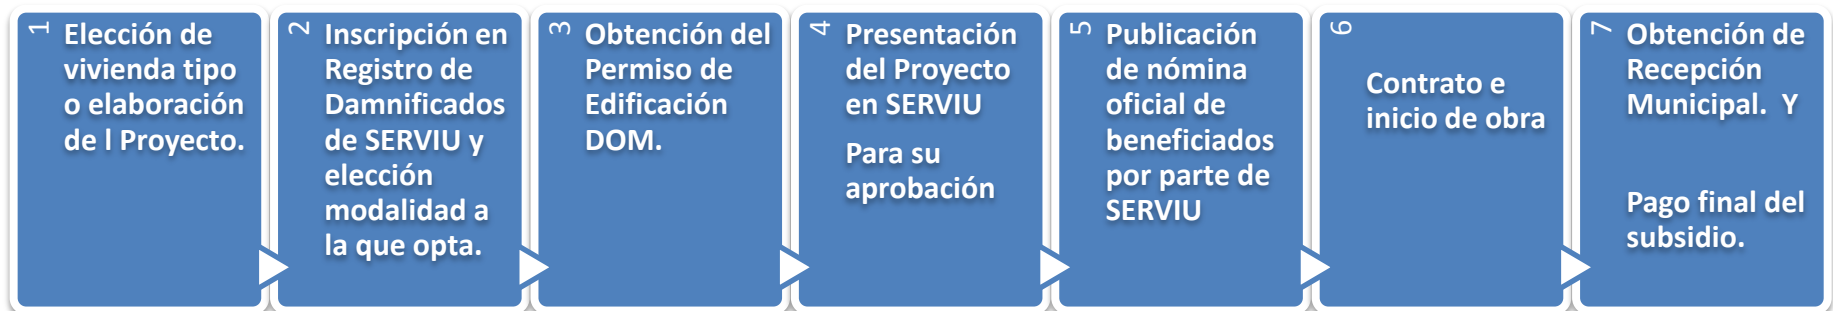 1
Elección de
vivienda tipo
o elaboración
de l Proyecto.
2
Inscripción en
Registro de
Damnificados
de SERVIU y
elección
modalidad a
la que opta.
3
Obtención del
Permiso de
Edificación
DOM.
4
Presentación
del Proyecto
en SERVIU
Para su
aprobación
5
Publicación
de nómina
oficial de
beneficiados
por parte de
SERVIU
6
Contrato e
inicio de obra
7
Obtención de
Recepción
Municipal.  Y
Pago final del
subsidio.